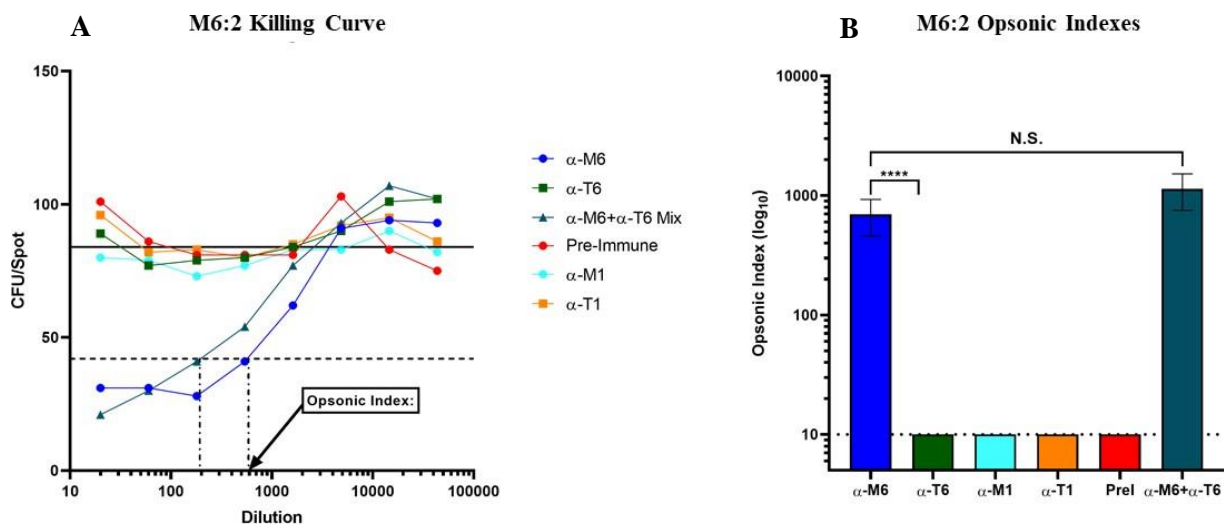 A
M6:2 Killing Curve
150
100
50
0
CFU/Spot
10
100
1000
10000
100000
Dilution
Opsonic Index:
α-M6
α-T6
α-M6+α-T6 Mix
Pre-Immune
α-M1
α-T1
B
M6:2 Opsonic Indexes
10000
1000
100
10
Opsonic Index (log10)
N.S.
****
α-M6
α-T6
α-M1
α-T1
PreI
α-M6+α-T6